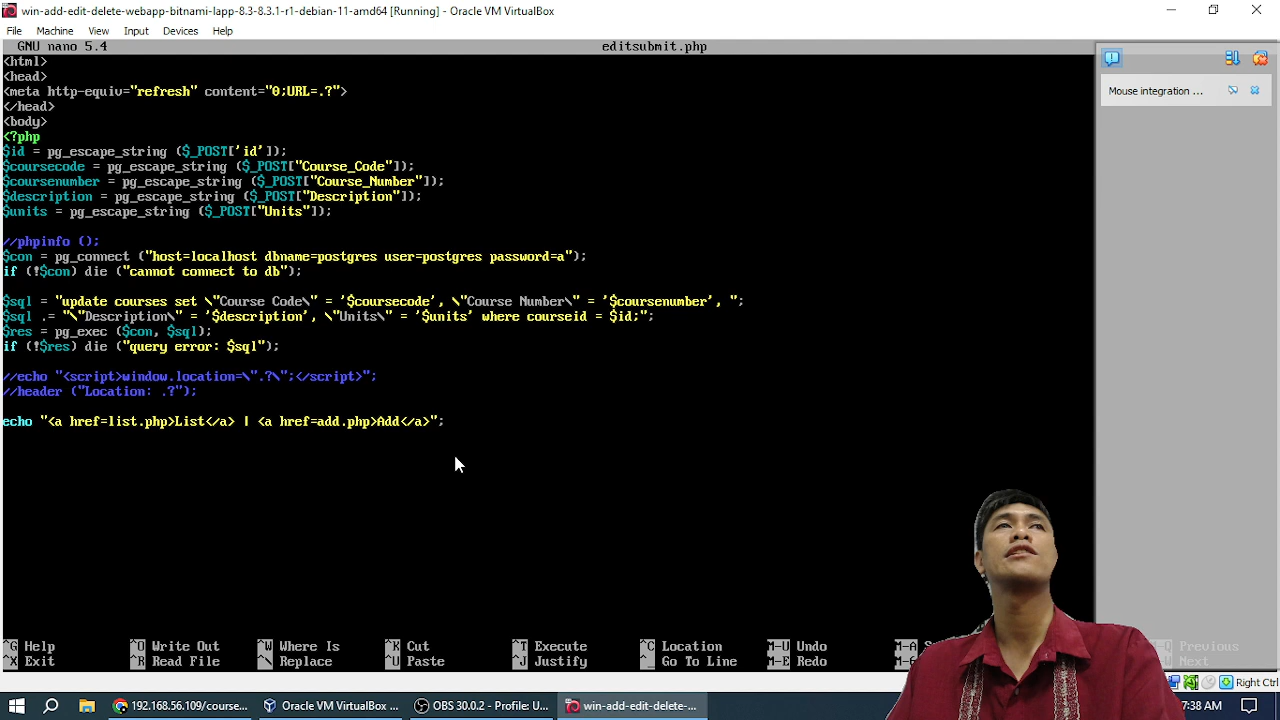 win-add-edit-delete-webapp-bitnami-lapp-8.3-8.3.1-r1-debian-11-amd64 [Running] - Oracle VM VirtualBox
File Machine View Input Devices Help
GNU nano 5.4 editsubmit.php
<html>
<head>
<meta http-equiv="refresh" content="0;URL=.?">
</head>
<body>
<?php
$id = pg_escape_string ($_POST['id']);
$coursecode = pg_escape_string ($_POST["Course_Code"]);
$coursenumber = pg_escape_string ($_POST["Course_Number"]);
$description = pg_escape_string ($_POST["Description"]);
$units = pg_escape_string ($_POST["Units"]);
//phpinfo ();
$con = pg_connect ("host=localhost dbname=postgres user=postgres password=a");
if (!$con) die ("cannot connect to db");
$sql = "update courses set \"Course Code\" = '$coursecode', \"Course Number\" = '$coursenumber', ";
$sql .= "\"Description\" = '$description', \"Units\" = '$units' where courseid = $id;";
$res = pg_exec ($con, $sql);
if (!$res) die ("query error: $sql");
//echo "<script>window.location=\".?\";</script>";
//header ("Location: .?");
echo "<a href=list.php>List</a> | <a href=add.php>Add</a>";
Mouse integration ...
^G Help ^O Write Out ^W Where Is ^K Cut ^T Execute ^C Location M-U Undo M-A
^X Exit ^R Read File ^\ Replace ^U Paste ^J Justify ^_ Go To Line M-E Redo
Previous
Next
Right Ctrl
192.168.56.109/course... Oracle VM VirtualBox ... OBS 30.0.2 - Profile: U... win-add-edit-delete-... 7:38 AM